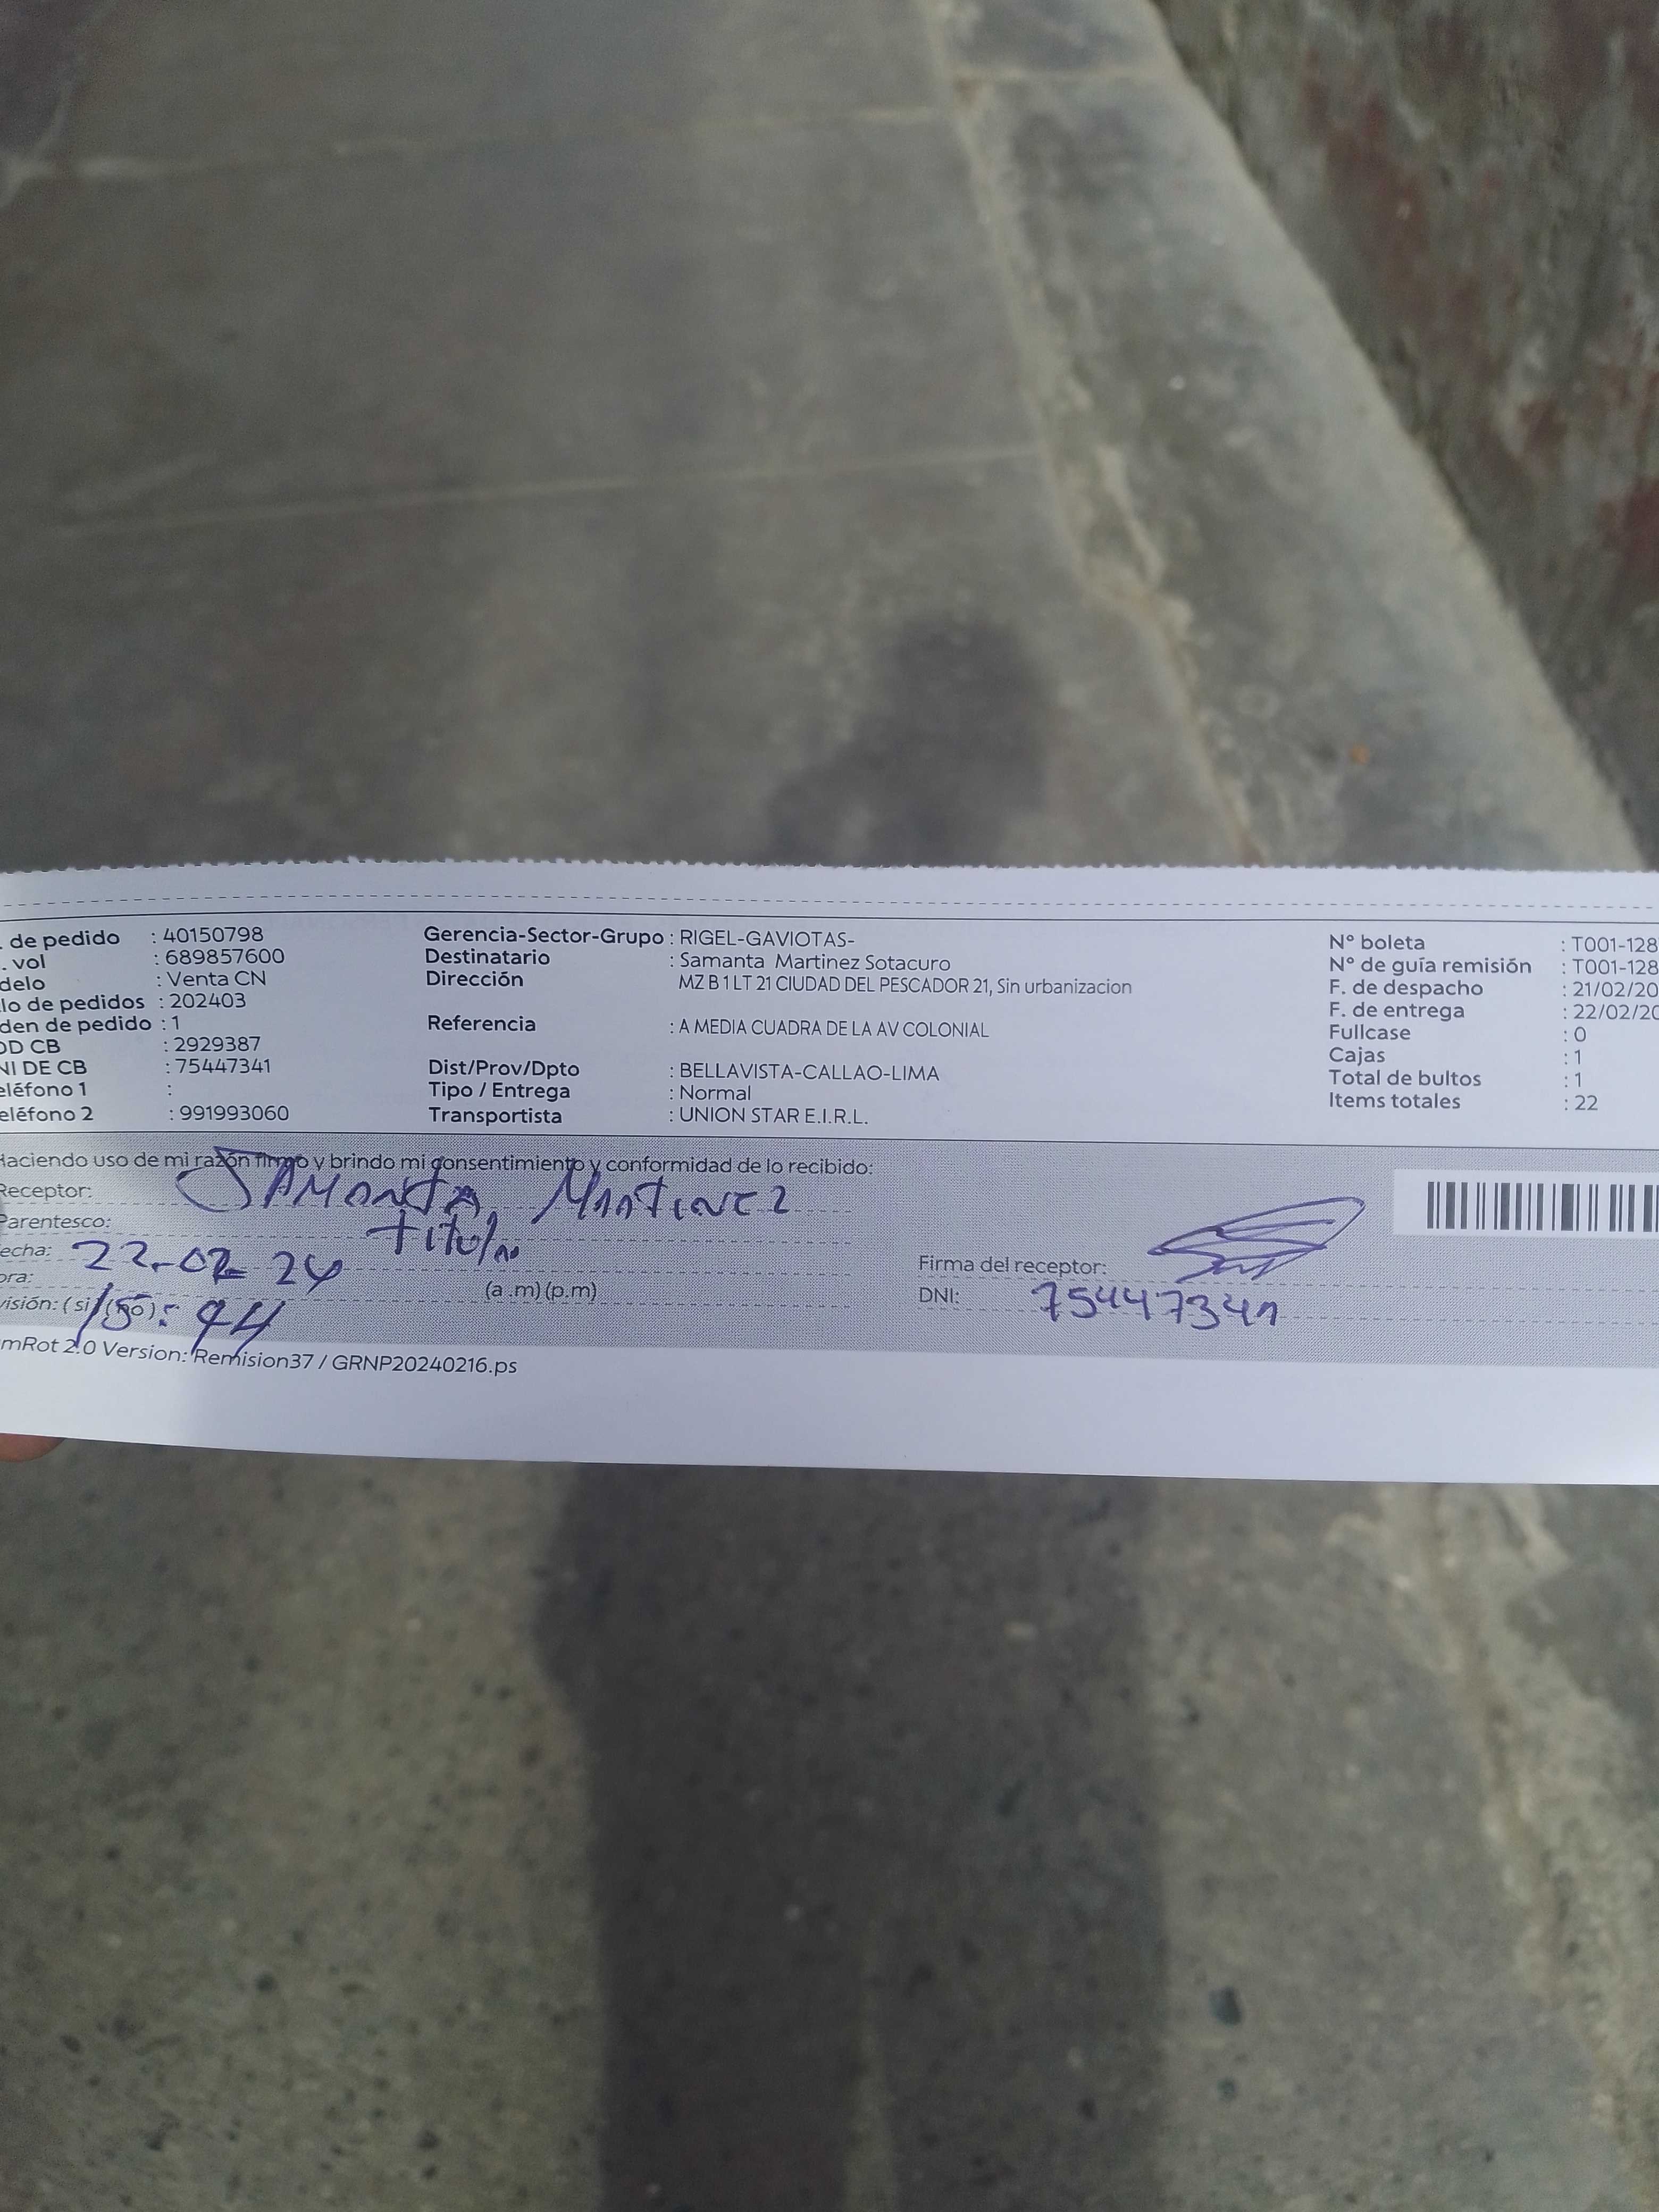 . de pedido : 40150798
. vol : 689857600
delo : Venta CN
lo de pedidos : 202403
den de pedido : 1
OD CB : 2929387
NI DE CB : 75447341
eléfono 1 :
eléfono 2 : 991993060
Gerencia-Sector-Grupo : RIGEL-GAVIOTAS-
Destinatario : Samanta Martinez Sotacuro
Dirección MZ B 1 LT 21 CIUDAD DEL PESCADOR 21, Sin urbanizacion
Referencia : A MEDIA CUADRA DE LA AV COLONIAL
Dist/Prov/Dpto : BELLAVISTA-CALLAO-LIMA
Tipo / Entrega : Normal
Transportista : UNION STAR E.I.R.L.
N° boleta : T001-128
N° de guía remisión : T001-128
F. de despacho : 21/02/20
F. de entrega : 22/02/20
Fullcase : 0
Cajas : 1
Total de bultos : 1
Items totales : 22
Haciendo uso de mi razón firmo y brindo mi consentimiento y conformidad de lo recibido:
Receptor: SAMANTA MARTINEZ
Parentesco: titular
echa: 22-02-24
ora: (a .m) (p.m)
visión: ( si
Firma del receptor:
DNI: 75447341
mRot 2.0 Version: Remision37 / GRNP20240216.ps